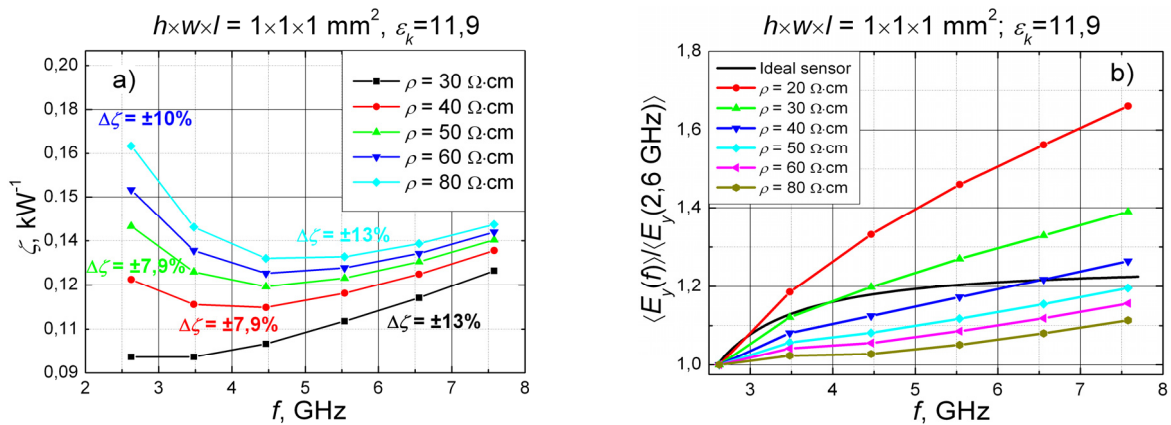 h×w×l = 1×1×1 mm², εₖ=11,9
a)
0,20
0,18
0,16
0,15
0,14
0,12
0,11
0,09
ζ, kW⁻¹
2 3 4 5 6 7 8
f, GHz
ρ = 30 Ω·cm
ρ = 40 Ω·cm
ρ = 50 Ω·cm
ρ = 60 Ω·cm
ρ = 80 Ω·cm
Δζ = ±10%
Δζ = ±13%
Δζ = ±7,9%
Δζ = ±7,9%
Δζ = ±13%
h×w×l = 1×1×1 mm²; εₖ=11,9
b)
1,8
1,6
1,4
1,2
1,0
⟨E_y(f)⟩/⟨E_y(2,6 GHz)⟩
3 4 5 6 7 8
f, GHz
Ideal sensor
ρ = 20 Ω·cm
ρ = 30 Ω·cm
ρ = 40 Ω·cm
ρ = 50 Ω·cm
ρ = 60 Ω·cm
ρ = 80 Ω·cm